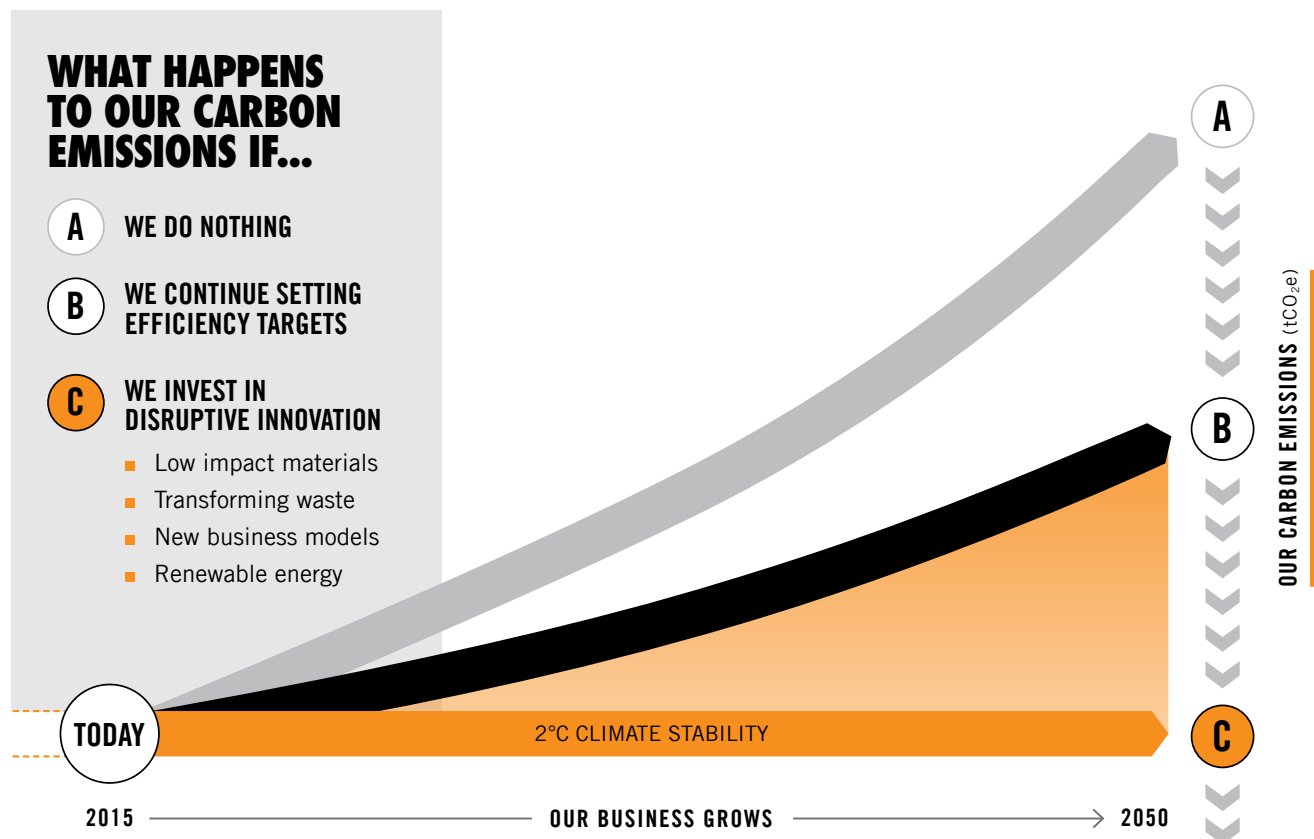 WHAT HAPPENS
TO OUR CARBON
EMISSIONS IF...
A
WE DO NOTHING
B
WE CONTINUE SETTING
EFFICIENCY TARGETS
C
WE INVEST IN
DISRUPTIVE INNOVATION
Low impact materials
Transforming waste
New business models
Renewable energy
A
B
C
OUR CARBON EMISSIONS (tCO₂e)
TODAY
2°C CLIMATE STABILITY
2015
OUR BUSINESS GROWS
2050